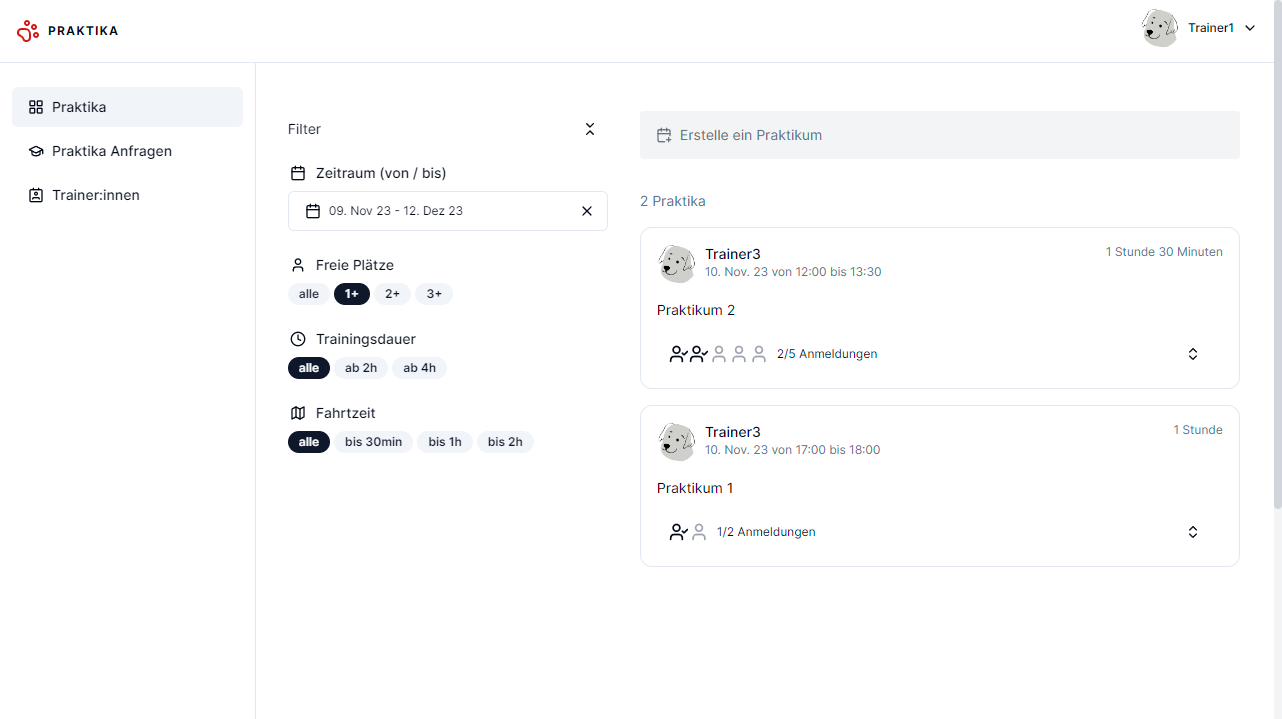 PRAKTIKA
Trainer1
Praktika
Praktika Anfragen
Trainer:innen
Filter
Zeitraum (von / bis)
09. Nov 23 - 12. Dez 23
Freie Plätze
alle 1+ 2+ 3+
Trainingsdauer
alle ab 2h ab 4h
Fahrtzeit
alle bis 30min bis 1h bis 2h
Erstelle ein Praktikum
2 Praktika
Trainer3
1 Stunde 30 Minuten
10. Nov. 23 von 12:00 bis 13:30
Praktikum 2
2/5 Anmeldungen
Trainer3
1 Stunde
10. Nov. 23 von 17:00 bis 18:00
Praktikum 1
1/2 Anmeldungen